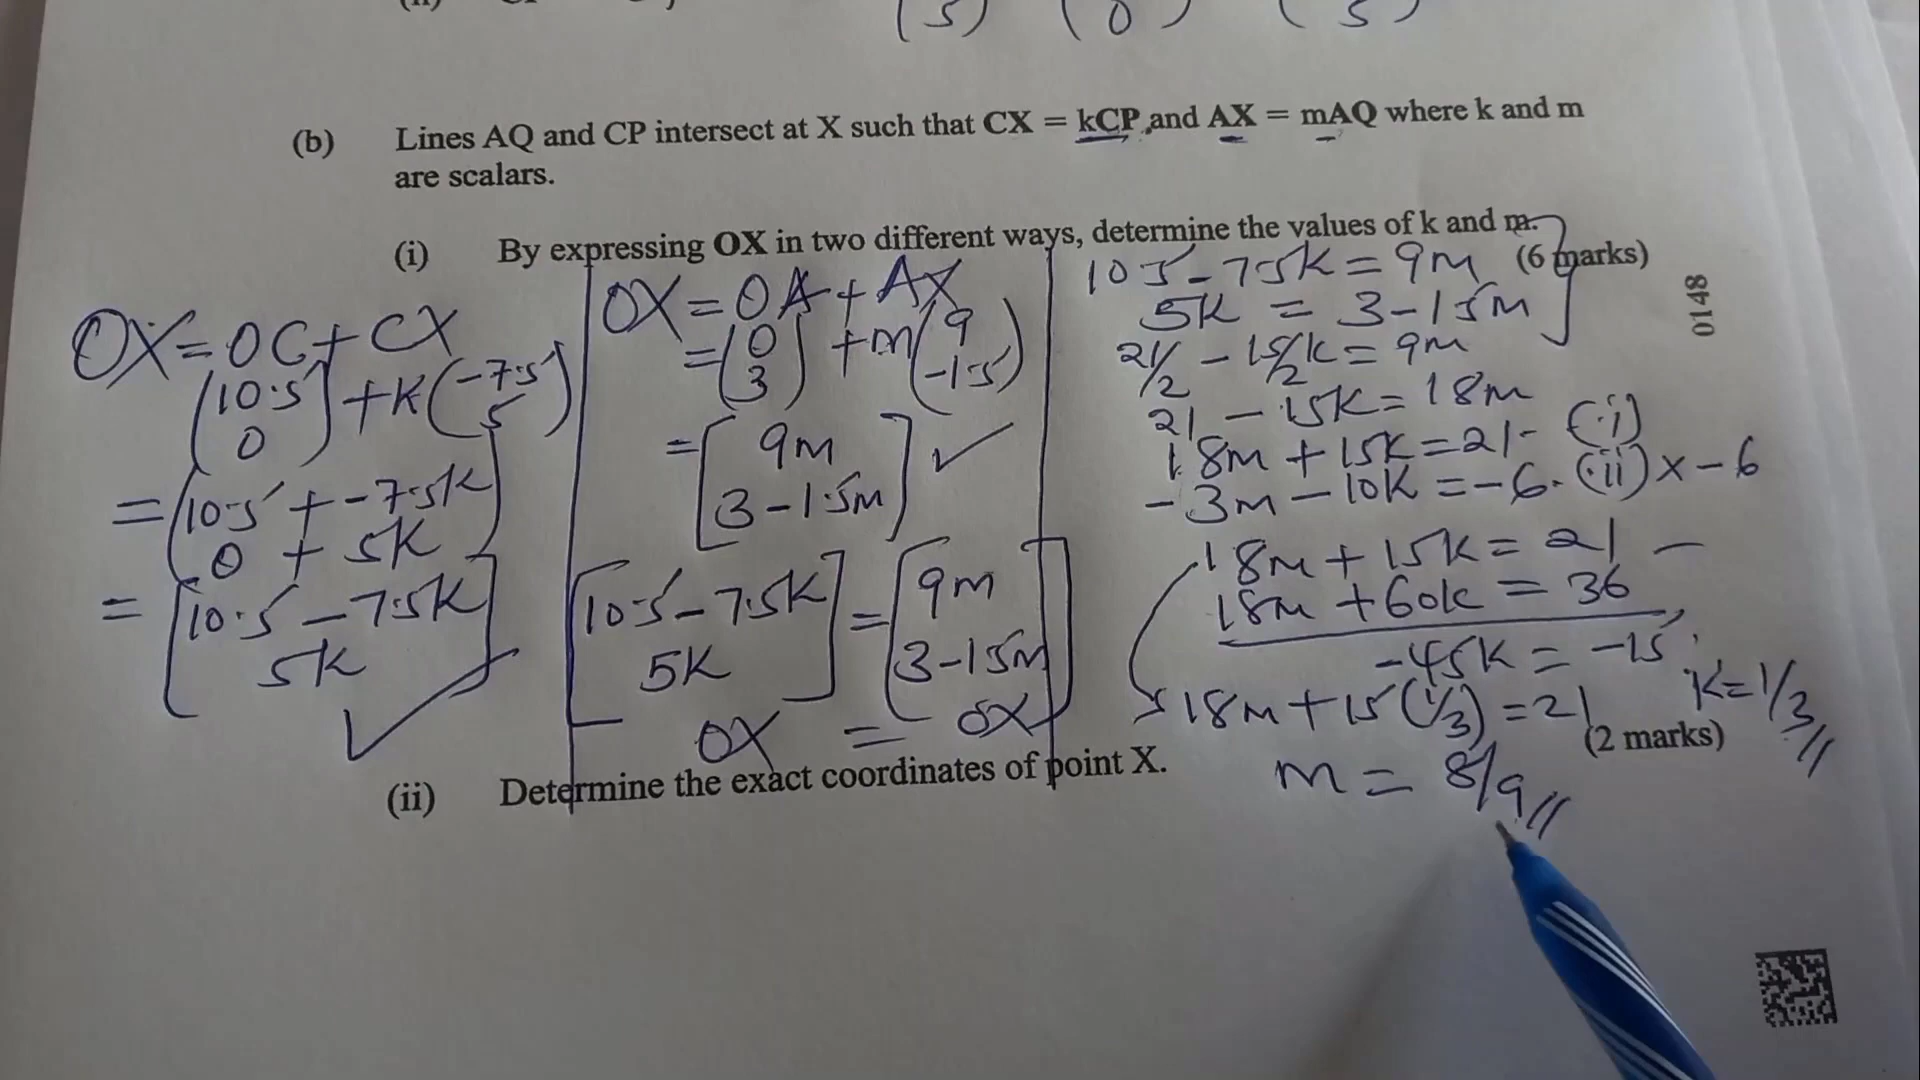 (b) Lines AQ and CP intersect at X such that CX = kCP and AX = mAQ where k and m
are scalars.
(i) By expressing OX in two different ways, determine the values of k and m.
(6 marks)
OX = OC + CX
(10.5
0) + K(-7.5
5)
= (10.5 + -7.5K
0 + 5K)
= [10.5 - 7.5K
5K]
OX = OA + AX
= (0
3) + m(9
-1.5)
= [9m
3 - 1.5m]
[10.5 - 7.5K
5K] = [9m
3 - 1.5m]
OX = OX
10.5 - 7.5K = 9m
5K = 3 - 1.5m
21/2 - 15/2K = 9m
21 - 15K = 18m
18m + 15K = 21 - (i)
-3m - 10K = -6. (ii) x -6
18m + 15K = 21 -
18m + 60K = 36
-45K = -15
K = 1/3
18m + 15(1/3) = 21
m = 8/9
0148
(2 marks)
(ii) Determine the exact coordinates of point X.